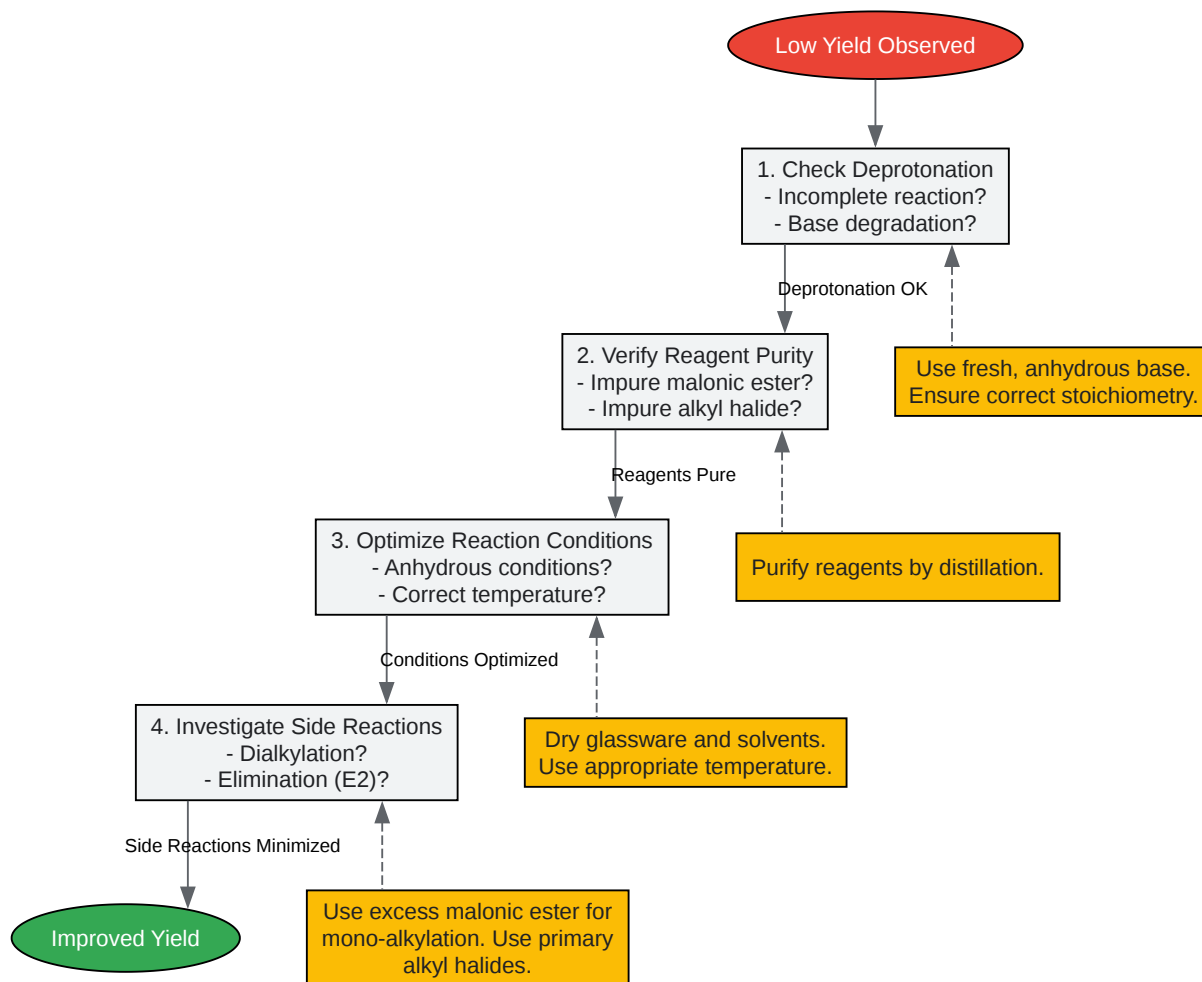 Low Yield Observed
1. Check Deprotonation
- Incomplete reaction?
- Base degradation?
Deprotonation OK
Use fresh, anhydrous base.
Ensure correct stoichiometry.
2. Verify Reagent Purity
- Impure malonic ester?
- Impure alkyl halide?
Reagents Pure
Purify reagents by distillation.
3. Optimize Reaction Conditions
- Anhydrous conditions?
- Correct temperature?
Conditions Optimized
Dry glassware and solvents.
Use appropriate temperature.
4. Investigate Side Reactions
- Dialkylation?
- Elimination (E2)?
Side Reactions Minimized
Use excess malonic ester for
mono-alkylation. Use primary
alkyl halides.
Improved Yield